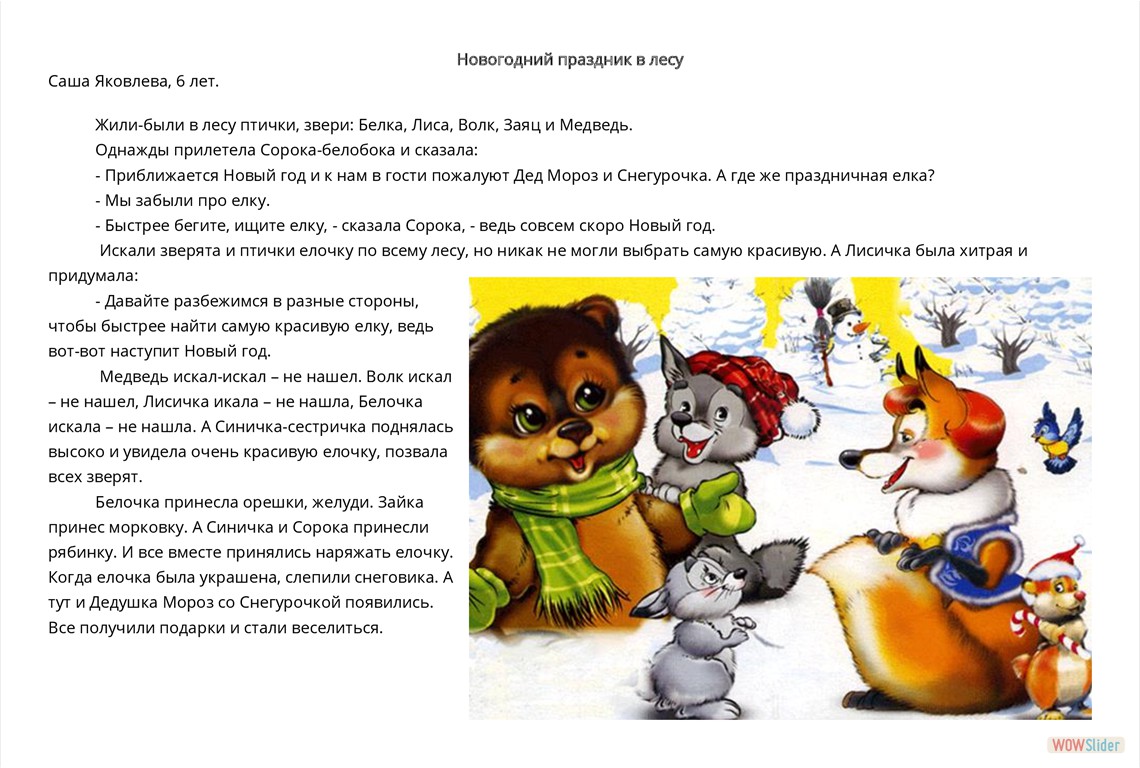 Новогодний праздник в лесу
Саша Яковлева, 6 лет.
Жили-были в лесу птички, звери: Белка, Лиса, Волк, Заяц и Медведь.
Однажды прилетела Сорока-белобока и сказала:
- Приближается Новый год и к нам в гости пожалуют Дед Мороз и Снегурочка. А где же праздничная елка?
- Мы забыли про елку.
- Быстрее бегите, ищите елку, - сказала Сорока, - ведь совсем скоро Новый год.
Искали зверята и птички елочку по всему лесу, но никак не могли выбрать самую красивую. А Лисичка была хитрая и
придумала:
- Давайте разбежимся в разные стороны,
чтобы быстрее найти самую красивую елку, ведь
вот-вот наступит Новый год.
Медведь искал-искал – не нашел. Волк искал
– не нашел, Лисичка икала – не нашла, Белочка
искала – не нашла. А Синичка-сестричка поднялась
высоко и увидела очень красивую елочку, позвала
всех зверят.
Белочка принесла орешки, желуди. Зайка
принес морковку. А Синичка и Сорока принесли
рябинку. И все вместе принялись наряжать елочку.
Когда елочка была украшена, слепили снеговика. А
тут и Дедушка Мороз со Снегурочкой появились.
Все получили подарки и стали веселиться.
WOWSlider